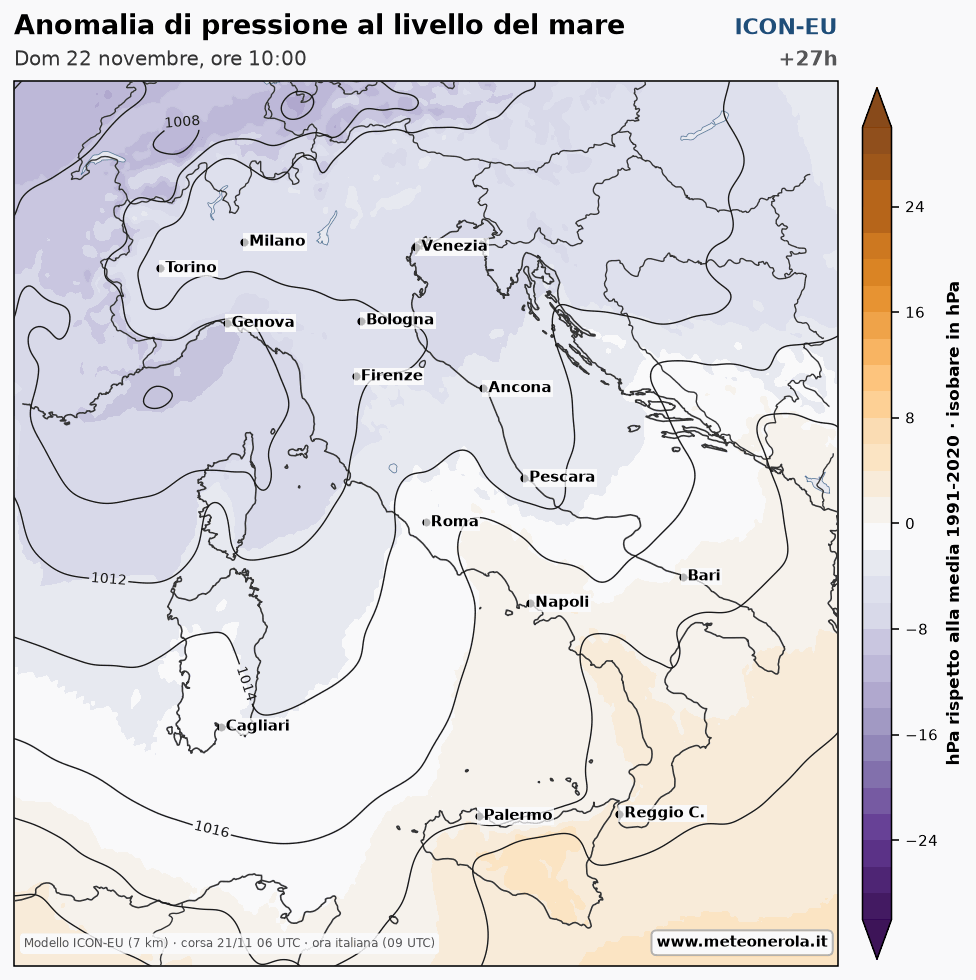 Anomalia di pressione al livello del mare
ICON-EU
Dom 22 novembre, ore 10:00
+27h
1008
Milano
Venezia
Torino
Genova
Bologna
Firenze
Ancona
Pescara
Roma
1012
Bari
Napoli
1014
Cagliari
1016
Palermo
Reggio C.
Modello ICON-EU (7 km) · corsa 21/11 06 UTC · ora italiana (09 UTC)
www.meteonerola.it
24
16
8
0
−8
−16
−24
hPa rispetto alla media 1991-2020 · isobare in hPa